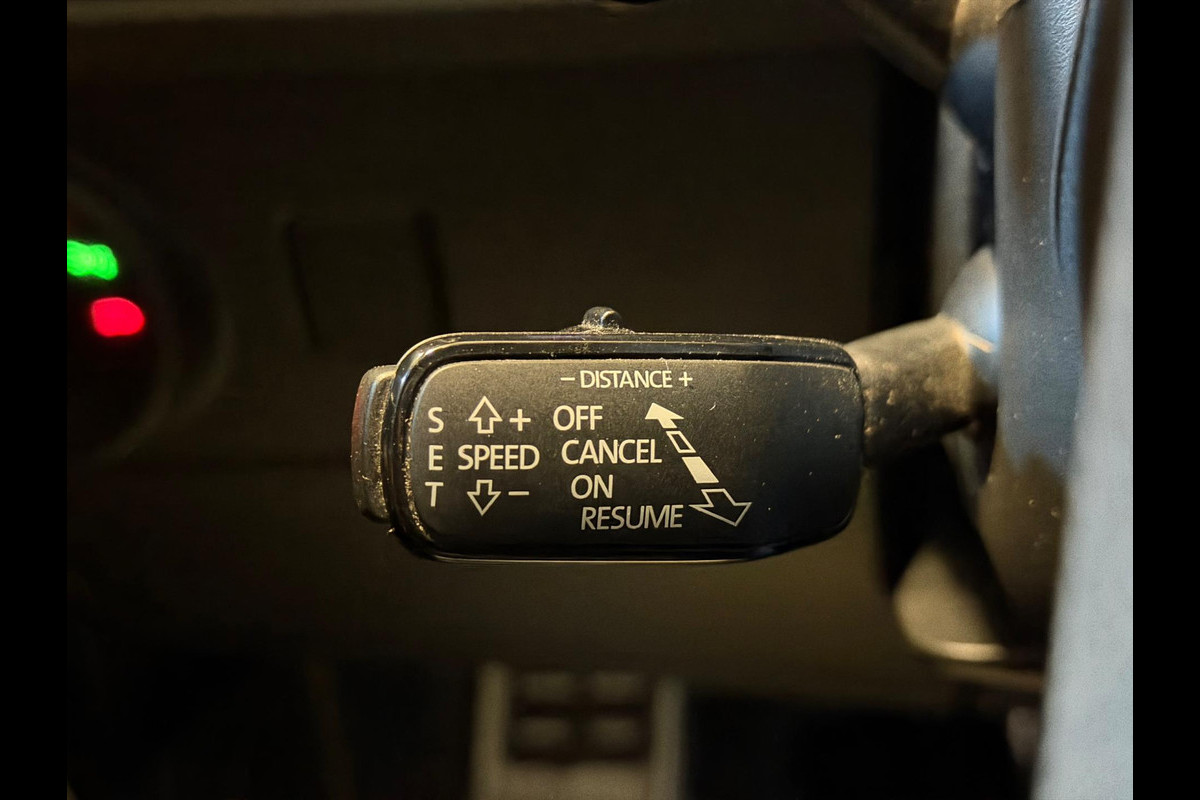 − DISTANCE +
S + OFF
E SPEED CANCEL
T − ON
RESUME